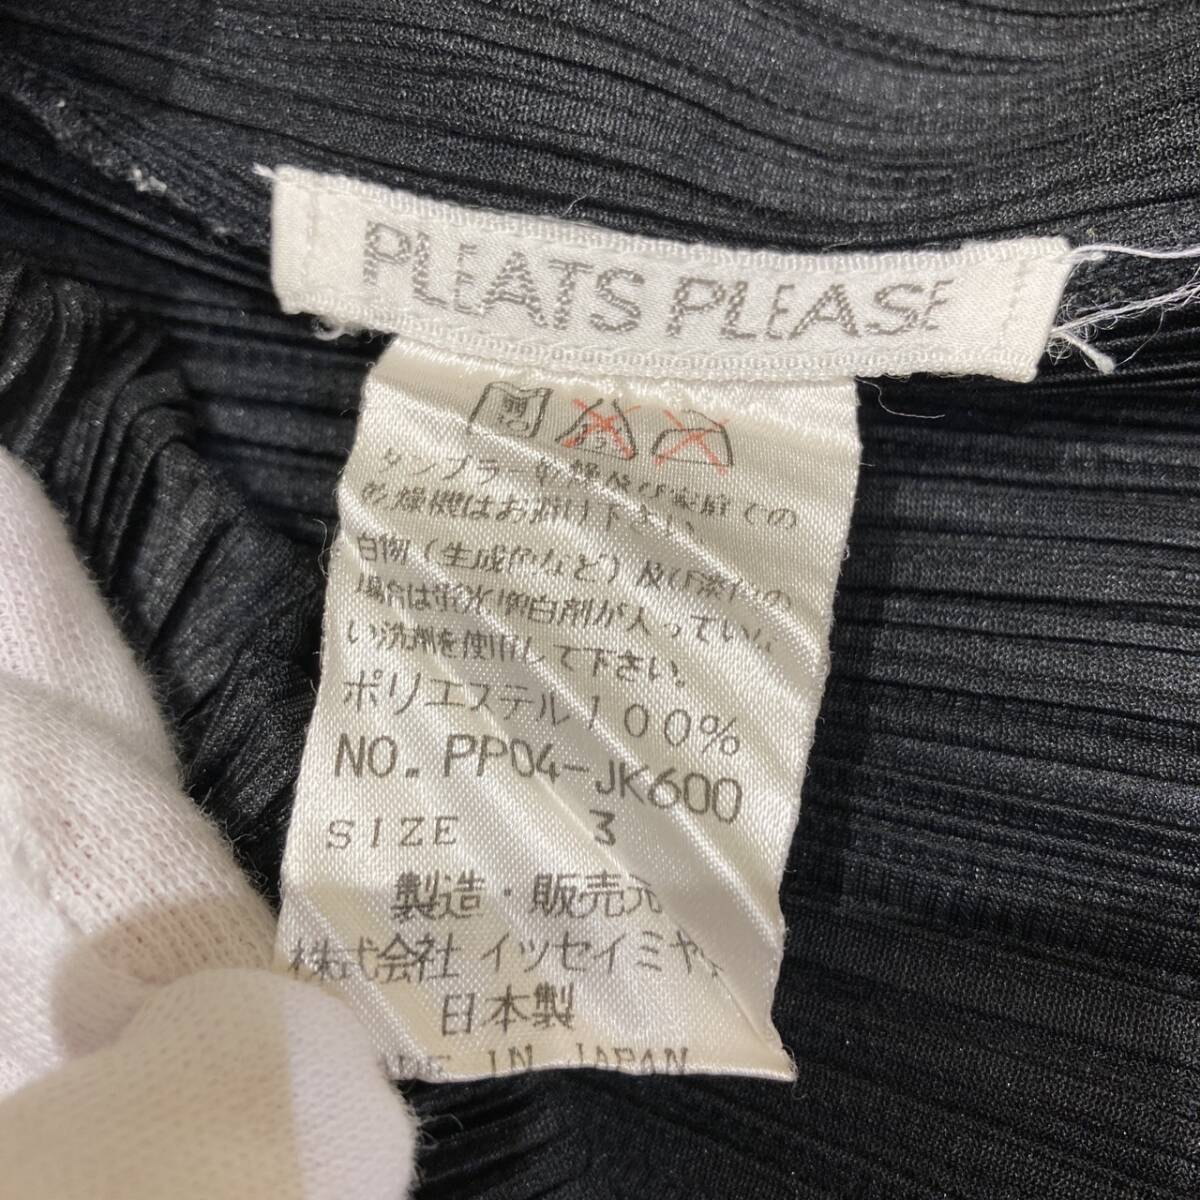 PLEATS PLEASE
タンブラー乾燥及び家庭での
乾燥機はお避け下さい。
白物(生成色など)及び淡色の
場合は蛍光増白剤が入っていな
い洗剤を使用して下さい。
ポリエステル100%
NO. PP04-JK600
SIZE 3
製造・販売元
株式会社 イッセイミヤケ
日本製
MADE IN JAPAN